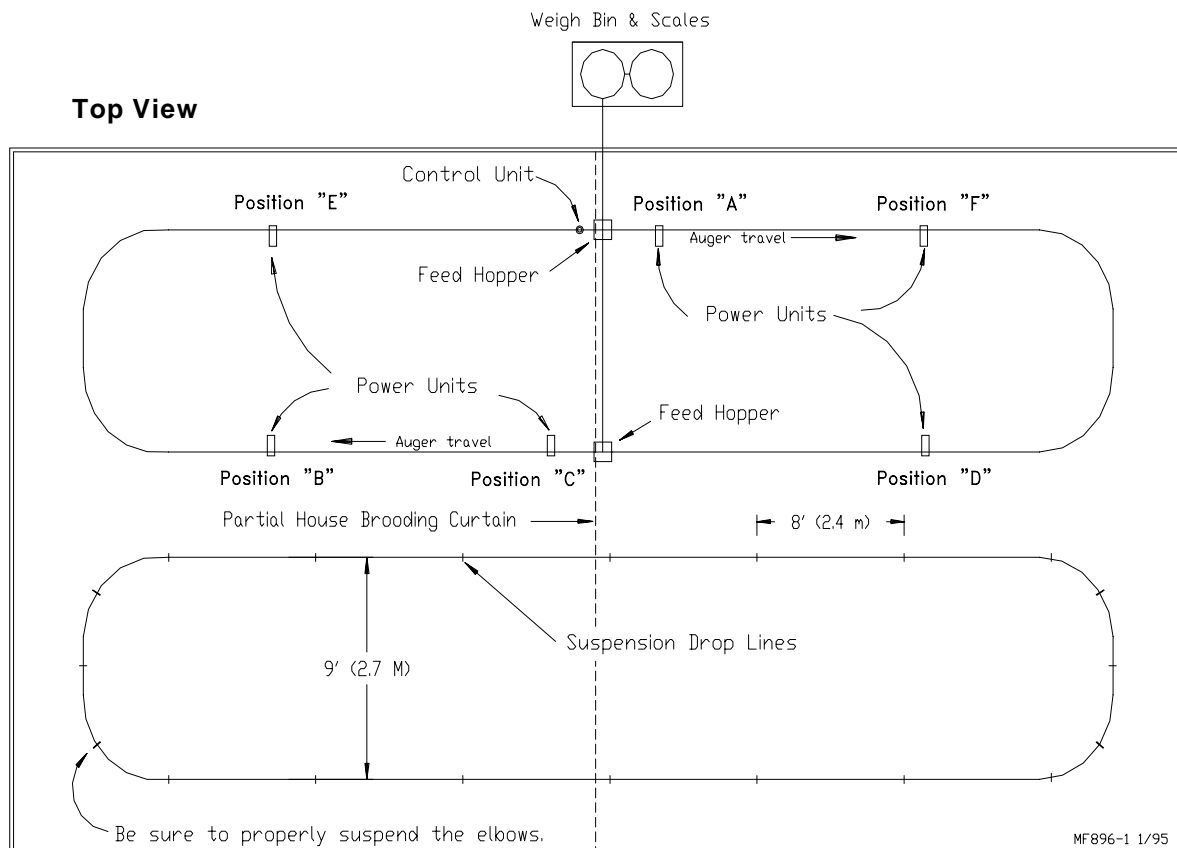 Weigh Bin & Scales
Top View
Control Unit
Position "E"
Position "A"
Position "F"
Auger travel
Feed Hopper
Power Units
Power Units
Feed Hopper
Auger travel
Position "B"
Position "C"
Position "D"
Partial House Brooding Curtain
8' (2.4 m)
Suspension Drop Lines
9' (2.7 M)
Be sure to properly suspend the elbows.
MF896-1 1/95